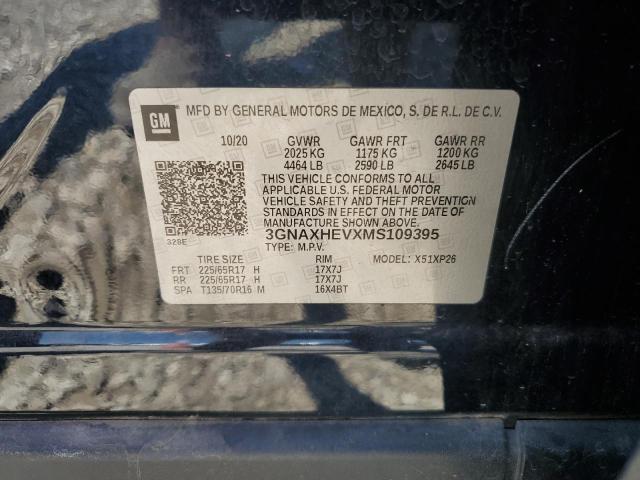 GM MFD BY GENERAL MOTORS DE MEXICO, S. DE R.L. DE C.V.
10/20 GVWR GAWR FRT GAWR RR
2025 KG 1175 KG 1200 KG
4464 LB 2590 LB 2645 LB
THIS VEHICLE CONFORMS TO ALL
APPLICABLE U.S. FEDERAL MOTOR
VEHICLE SAFETY AND THEFT PREVENTION
STANDARDS IN EFFECT ON THE DATE OF
MANUFACTURE SHOWN ABOVE.
328E 3GNAXHEVXMS109395
TYPE: M.P.V.
TIRE SIZE RIM MODEL: X51XP26
FRT 225/65R17 H 17X7J
RR 225/65R17 H 17X7J
SPA T135/70R16 M 16X4BT